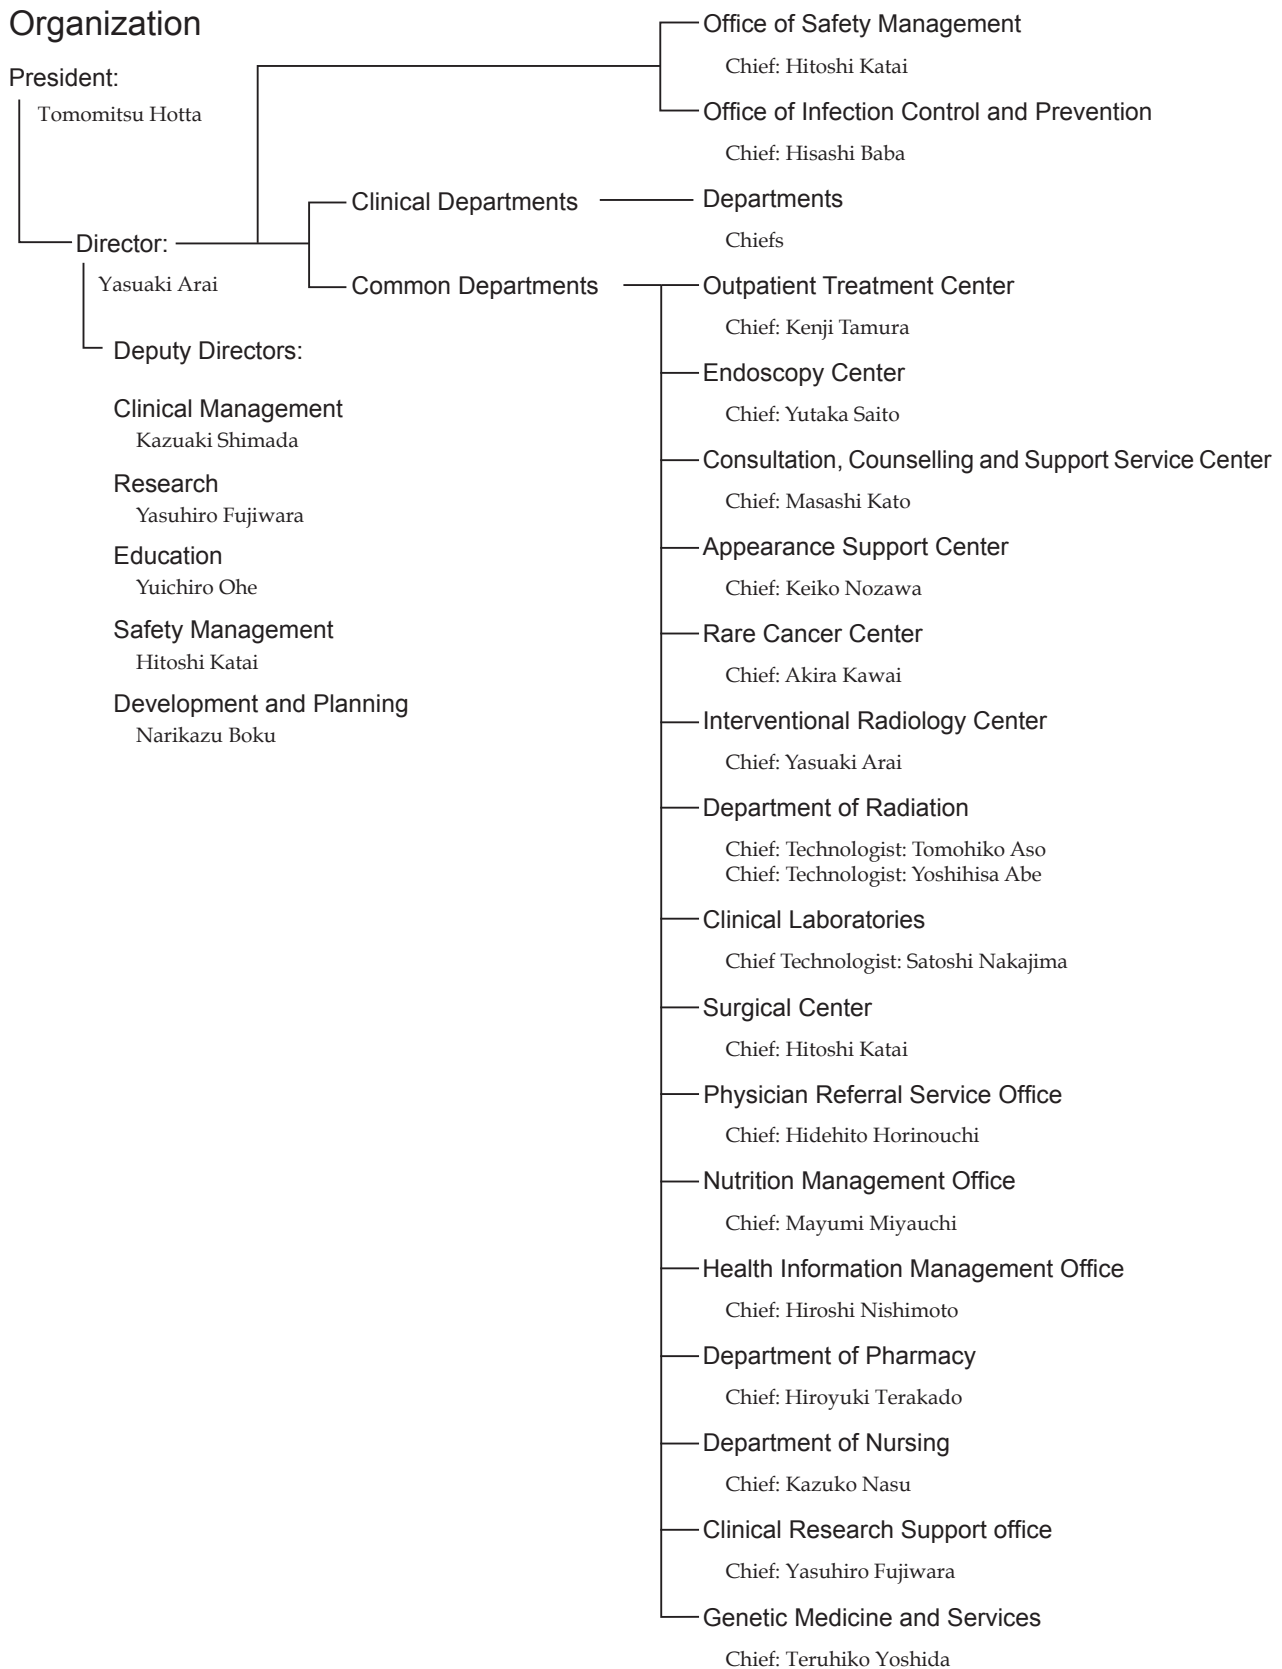 Organization
President:
Tomomitsu Hotta
Director:
Yasuaki Arai
Deputy Directors:
Clinical Management
Kazuaki Shimada
Research
Yasuhiro Fujiwara
Education
Yuichiro Ohe
Safety Management
Hitoshi Katai
Development and Planning
Narikazu Boku
Clinical Departments
Common Departments
Office of Safety Management
Chief: Hitoshi Katai
Office of Infection Control and Prevention
Chief: Hisashi Baba
Departments
Chiefs
Outpatient Treatment Center
Chief: Kenji Tamura
Endoscopy Center
Chief: Yutaka Saito
Consultation, Counselling and Support Service Center
Chief: Masashi Kato
Appearance Support Center
Chief: Keiko Nozawa
Rare Cancer Center
Chief: Akira Kawai
Interventional Radiology Center
Chief: Yasuaki Arai
Department of Radiation
Chief: Technologist: Tomohiko Aso
Chief: Technologist: Yoshihisa Abe
Clinical Laboratories
Chief Technologist: Satoshi Nakajima
Surgical Center
Chief: Hitoshi Katai
Physician Referral Service Office
Chief: Hidehito Horinouchi
Nutrition Management Office
Chief: Mayumi Miyauchi
Health Information Management Office
Chief: Hiroshi Nishimoto
Department of Pharmacy
Chief: Hiroyuki Terakado
Department of Nursing
Chief: Kazuko Nasu
Clinical Research Support office
Chief: Yasuhiro Fujiwara
Genetic Medicine and Services
Chief: Teruhiko Yoshida